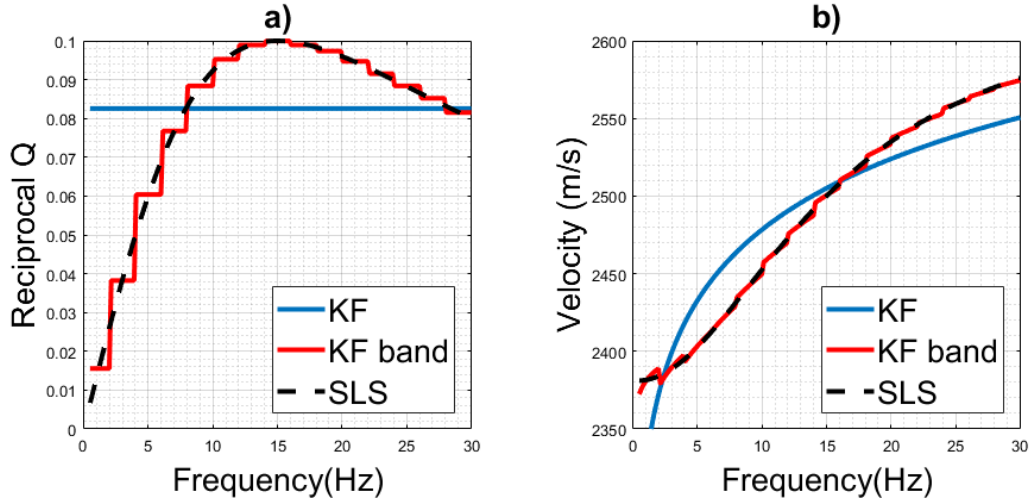 a)
Reciprocal Q
0.1
0.09
0.08
0.07
0.06
0.05
0.04
0.03
0.02
0.01
0
0
5
10
15
20
25
30
Frequency(Hz)
KF
KF band
SLS
b)
Velocity (m/s)
2600
2550
2500
2450
2400
2350
0
5
10
15
20
25
30
Frequency(Hz)
KF
KF band
SLS